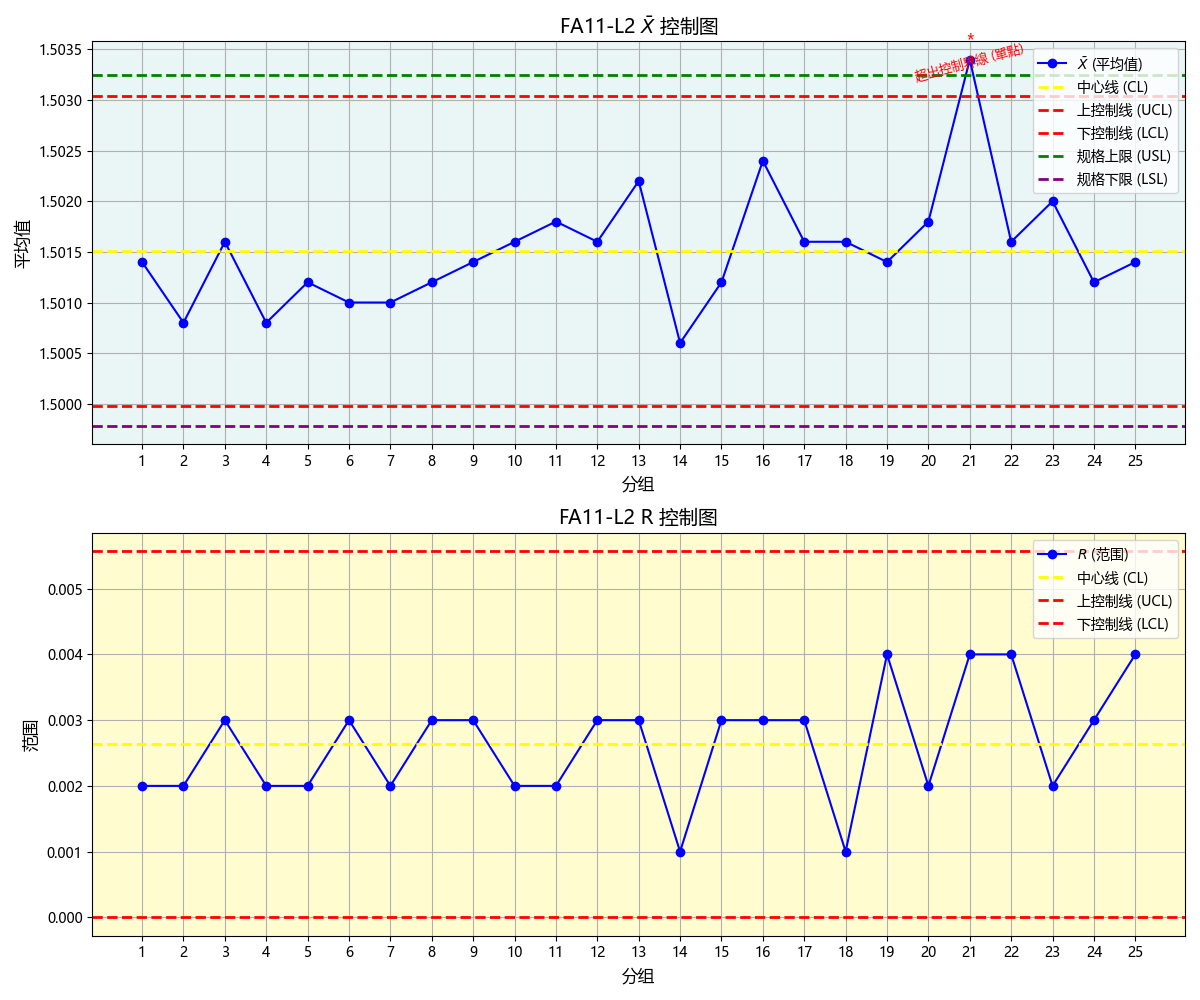 FA11-L2 X̄ 控制图
*
超出控制界線 (單點)
X̄ (平均值)
中心线 (CL)
上控制线 (UCL)
下控制线 (LCL)
规格上限 (USL)
规格下限 (LSL)
平均值
1.5035
1.5030
1.5025
1.5020
1.5015
1.5010
1.5005
1.5000
1 2 3 4 5 6 7 8 9 10 11 12 13 14 15 16 17 18 19 20 21 22 23 24 25
分组
FA11-L2 R 控制图
R (范围)
中心线 (CL)
上控制线 (UCL)
下控制线 (LCL)
范围
0.005
0.004
0.003
0.002
0.001
0.000
1 2 3 4 5 6 7 8 9 10 11 12 13 14 15 16 17 18 19 20 21 22 23 24 25
分组